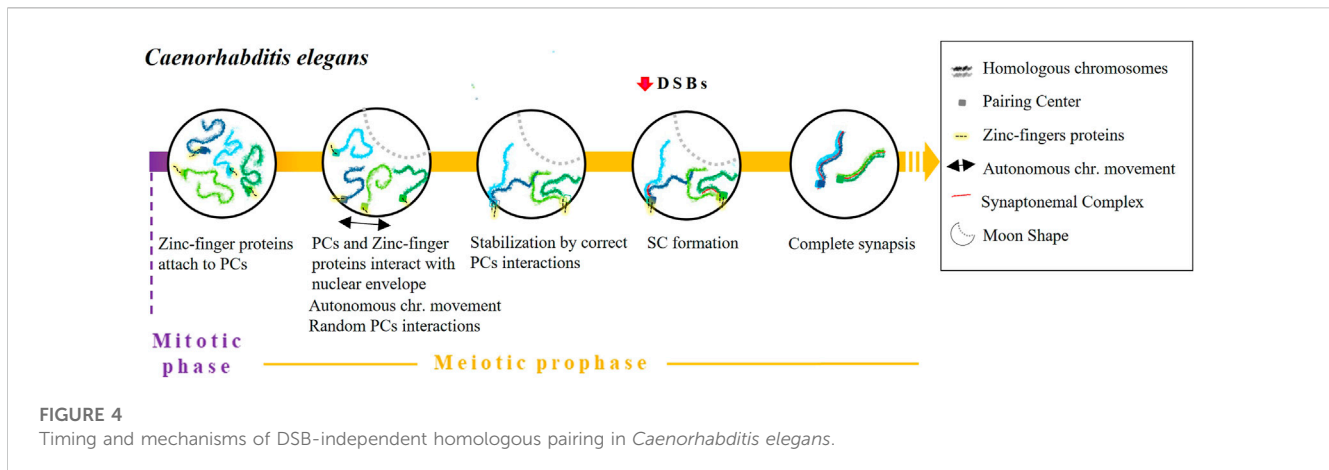 Caenorhabditis elegans
DSBs
Zinc-finger proteins
attach to PCs
PCs and Zinc-finger
proteins interact with
nuclear envelope
Autonomous chr. movement
Random PCs interactions
Stabilization by correct
PCs interactions
SC formation
Complete synapsis
Homologous chromosomes
Pairing Center
Zinc-fingers proteins
Autonomous chr. movement
Synaptonemal Complex
Moon Shape
Mitotic
phase
Meiotic prophase
FIGURE 4
Timing and mechanisms of DSB-independent homologous pairing in Caenorhabditis elegans.